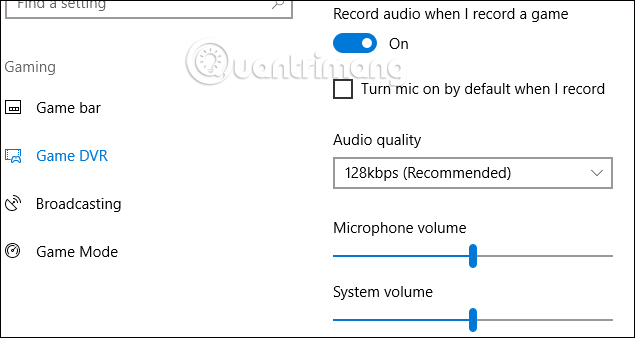 Find a setting
Gaming
Game bar
Game DVR
Broadcasting
Game Mode
Record audio when I record a game
On
Quantrimang
Turn mic on by default when I record
Audio quality
128kbps (Recommended)
Microphone volume
System volume